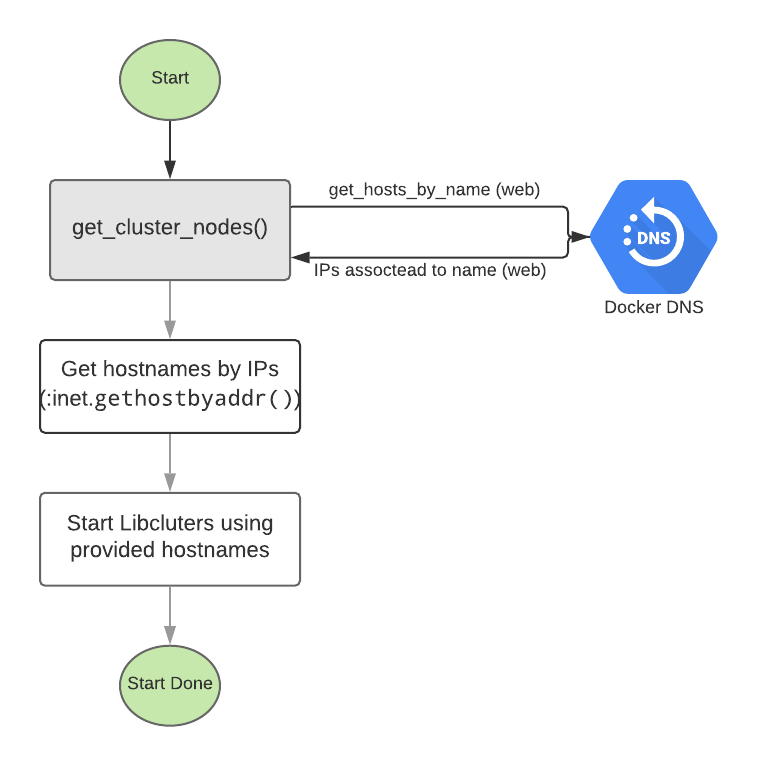 Start
get_cluster_nodes()
get_hosts_by_name (web)
DNS
IPs assoctead to name (web)
Docker DNS
Get hostnames by IPs
(:inet.gethostbyaddr())
Start Libcluters using
provided hostnames
Start Done